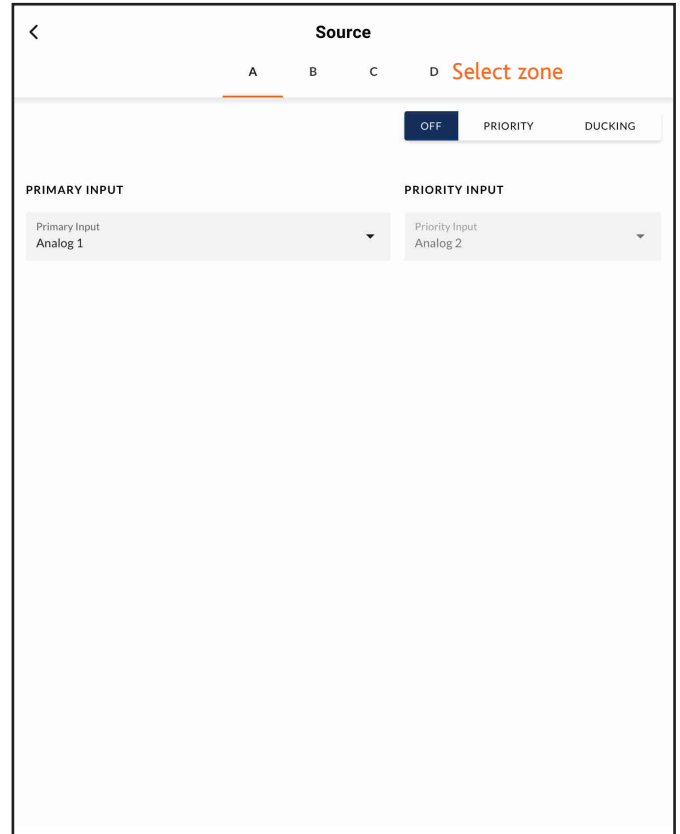 Source
A B C D Select zone
OFF PRIORITY DUCKING
PRIMARY INPUT PRIORITY INPUT
Primary Input Priority Input
Analog 1 Analog 2